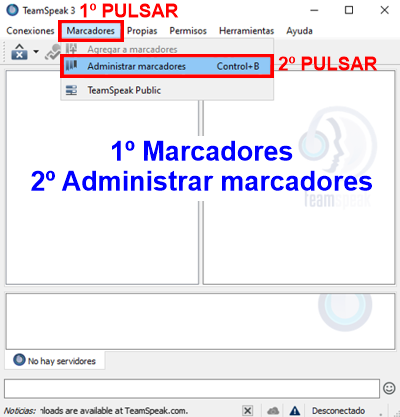 TeamSpeak 3
1º PULSAR
Conexiones Marcadores Propias Permisos Herramientas Ayuda
Agregar a marcadores
Administrar marcadores Control+B
2º PULSAR
TeamSpeak Public
1º Marcadores
2º Administrar marcadores
TeamSpeak
No hay servidores
Noticias: nloads are available at TeamSpeak.com.
Desconectado